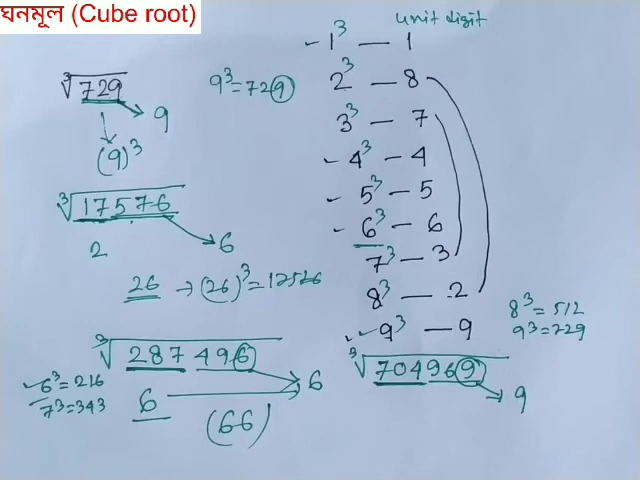 ঘনমূল (Cube root)
unit digit
1³ — 1
2³ — 8
3³ — 7
4³ — 4
5³ — 5
6³ — 6
7³ — 3
8³ — 2
9³ — 9
∛729
9
9³=729
(9)³
∛17576
2
6
26 → (26)³=17526
∛287496
6
6³=216
7³=343
6
(66)
8³=512
9³=729
∛704969
9